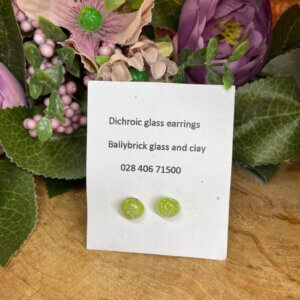 Dichroic glass earrings
Ballybrick glass and clay
028 406 71500